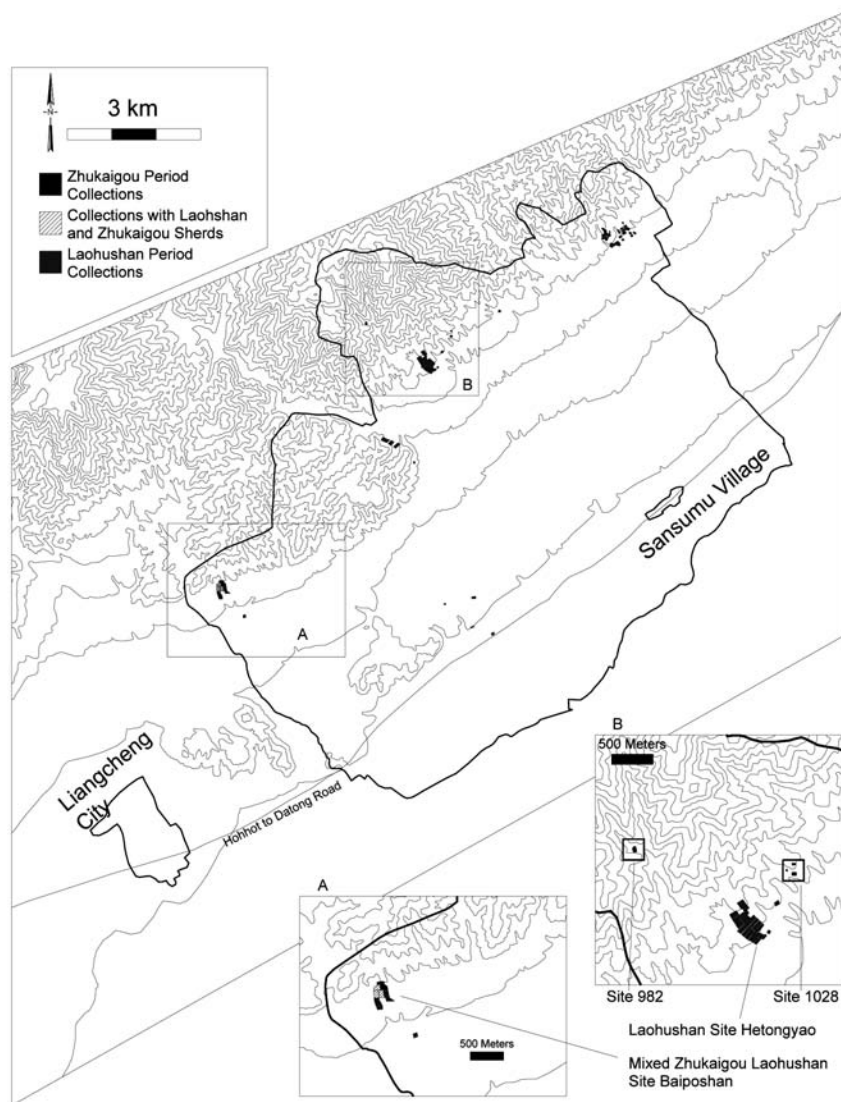 N
3 km
Zhukaigou Period
Collections
Collections with Laohshan
and Zhukaigou Sherds
Laohushan Period
Collections
B
Sansumu Village
A
Liangcheng
City
Hohhot to Datong Road
B
500 Meters
Site 982
Site 1028
Laohushan Site Hetongyao
Mixed Zhukaigou Laohushan
Site Baiposhan
A
500 Meters